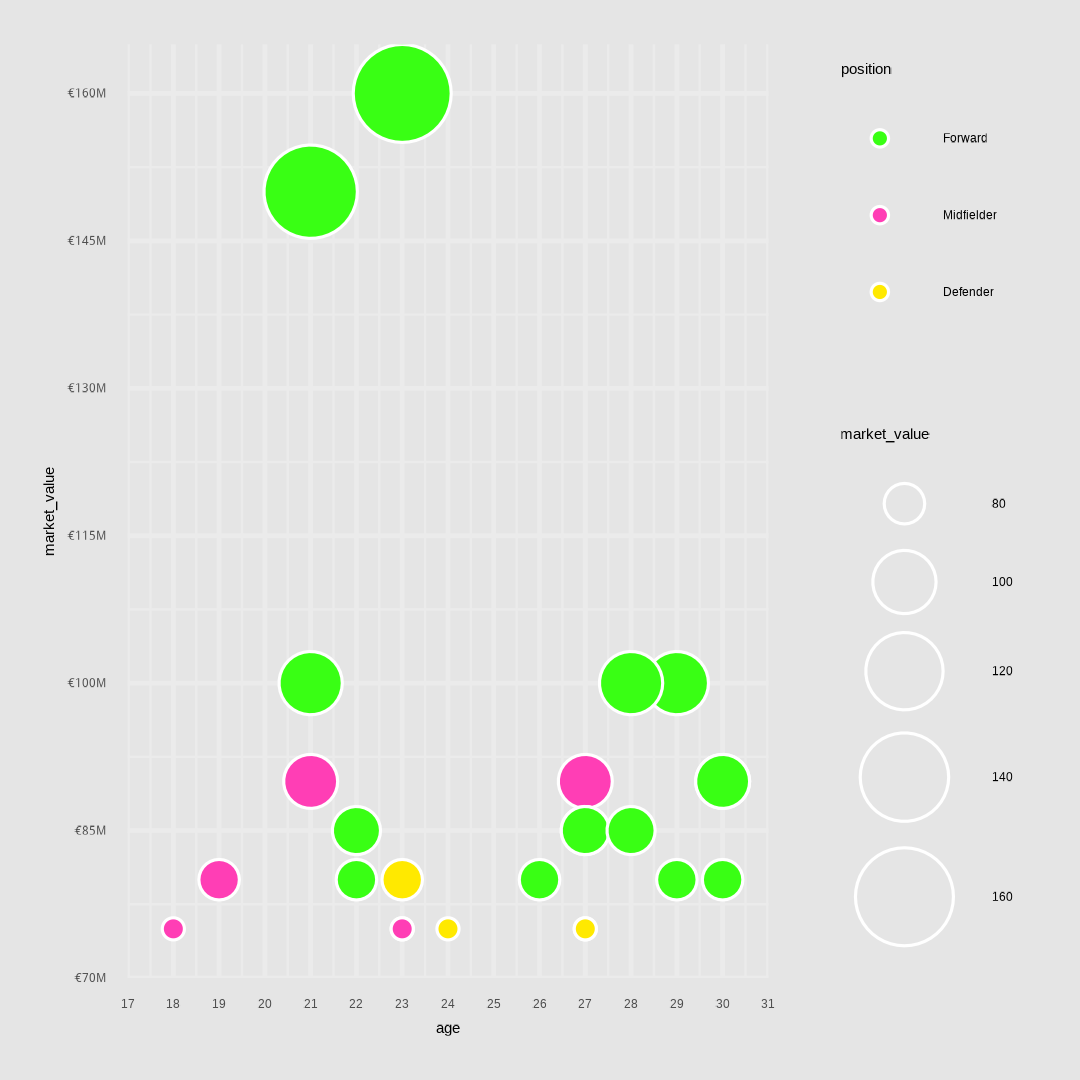 €160M
€145M
€130M
€115M
€100M
€85M
€70M
market_value
17 18 19 20 21 22 23 24 25 26 27 28 29 30 31
age
position
Forward
Midfielder
Defender
market_value
80
100
120
140
160